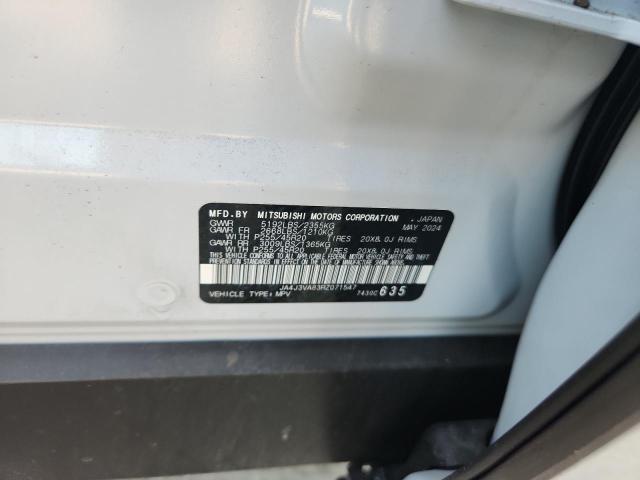 MFD.BY MITSUBISHI MOTORS CORPORATION , JAPAN
GVWR 5192LBS/2355KG MAY 2024
GAWR FR 2668LBS/1210KG
WITH P255/45R20 TIRES 20X8.0J RIMS
GAWR RR 3009LBS/1365KG
WITH P255/45R20 TIRES 20X8.0J RIMS
JA4J3VA83RZ071547
VEHICLE TYPE: MPV 7430C 635